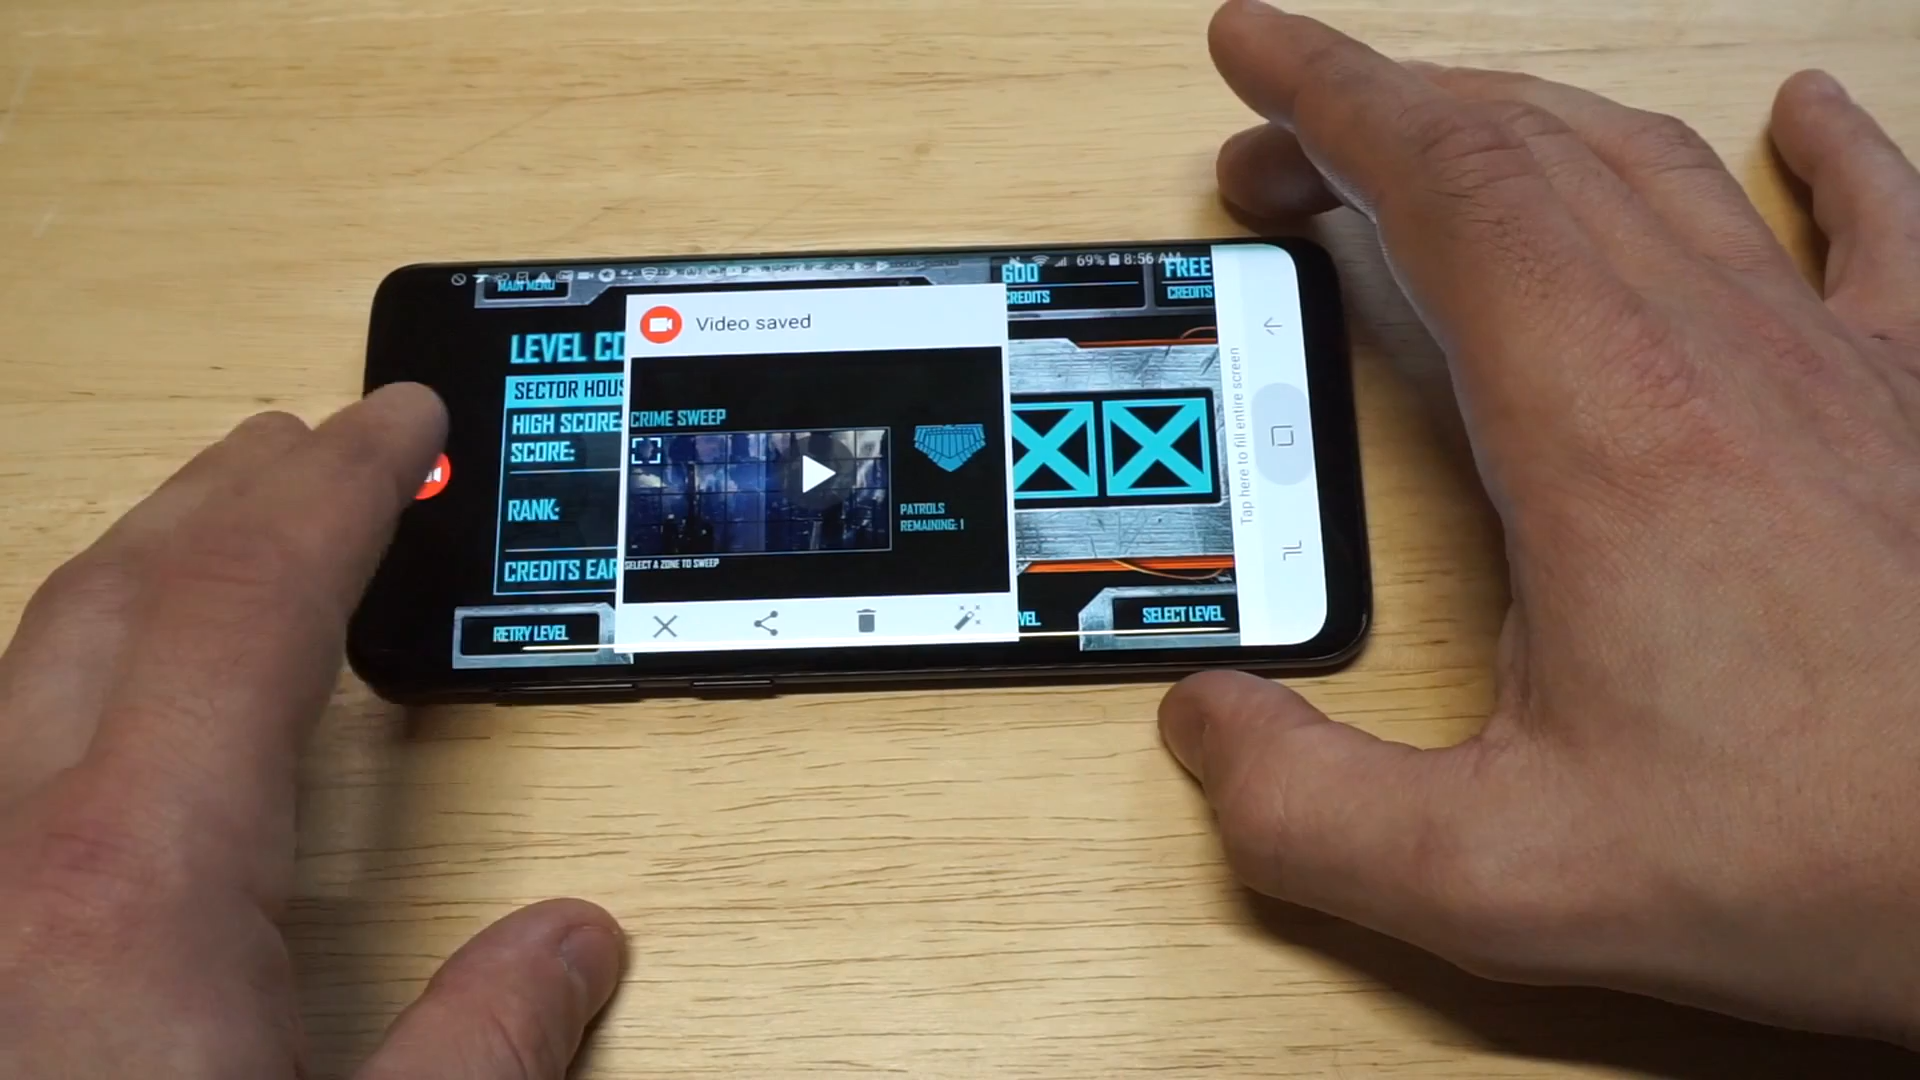 69% 8:56 AM
MAIN MENU
600
CREDITS
FREE
CREDITS
Video saved
LEVEL CO
SECTOR HOUS
HIGH SCORE:
SCORE:
RANK:
CREDITS EAR
CRIME SWEEP
PATROLS
REMAINING: 1
SELECT A ZONE TO SWEEP
RETRY LEVEL
VEL
SELECT LEVEL
Tap here to fill entire screen